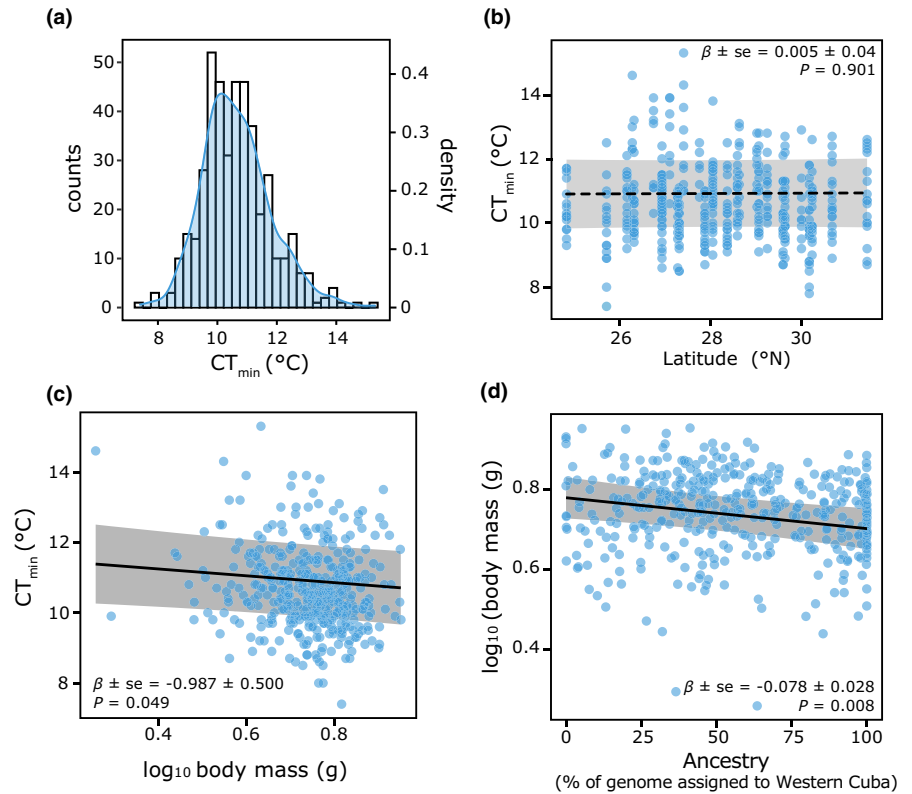 (a)
50
40
30
20
10
0
counts
0.4
0.3
0.2
0.1
0
density
8
10
12
14
CTmin (°C)
(b)
β ± se = 0.005 ± 0.04
P = 0.901
14
12
10
8
CTmin (°C)
26
28
30
Latitude (°N)
(c)
14
12
10
8
CTmin (°C)
β ± se = -0.987 ± 0.500
P = 0.049
0.4
0.6
0.8
log10 body mass (g)
(d)
0.8
0.6
0.4
log10 (body mass (g)
β ± se = -0.078 ± 0.028
P = 0.008
0
25
50
75
100
Ancestry
(% of genome assigned to Western Cuba)